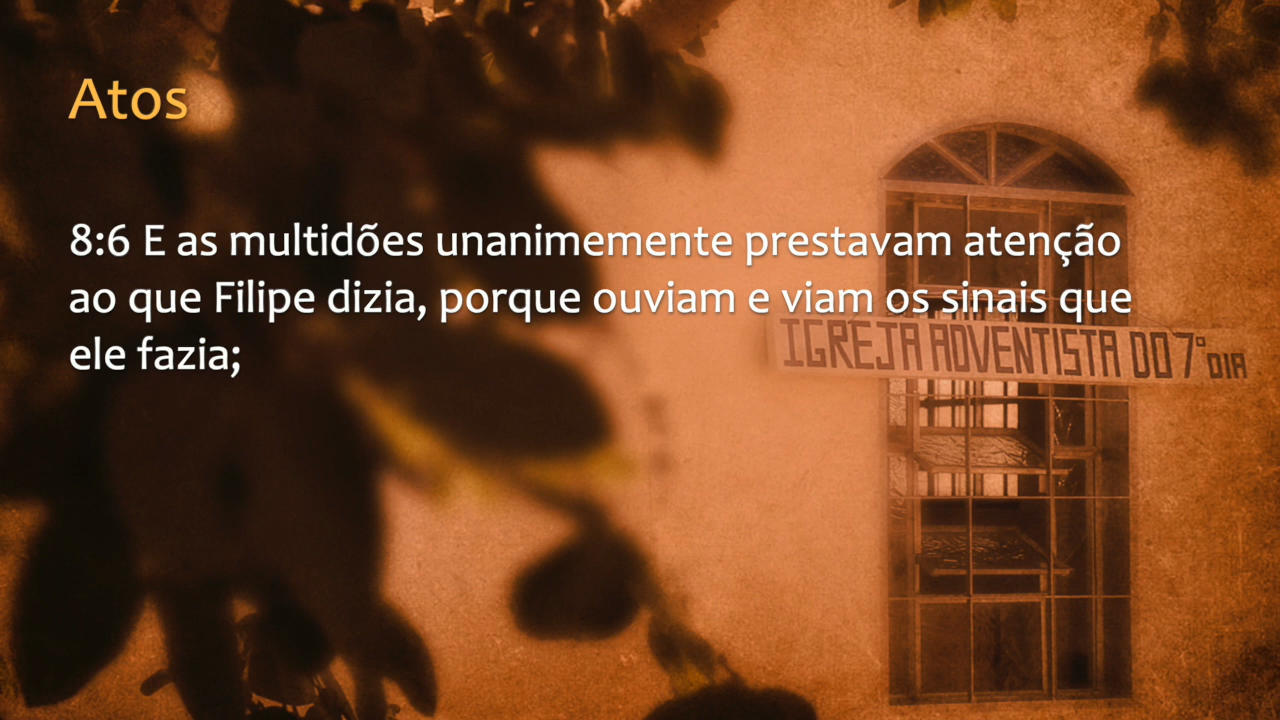 Atos
8:6 E as multidões unanimemente prestavam atenção
ao que Filipe dizia, porque ouviam e viam os sinais que
ele fazia;
IGREJA ADVENTISTA DO 7° DIA